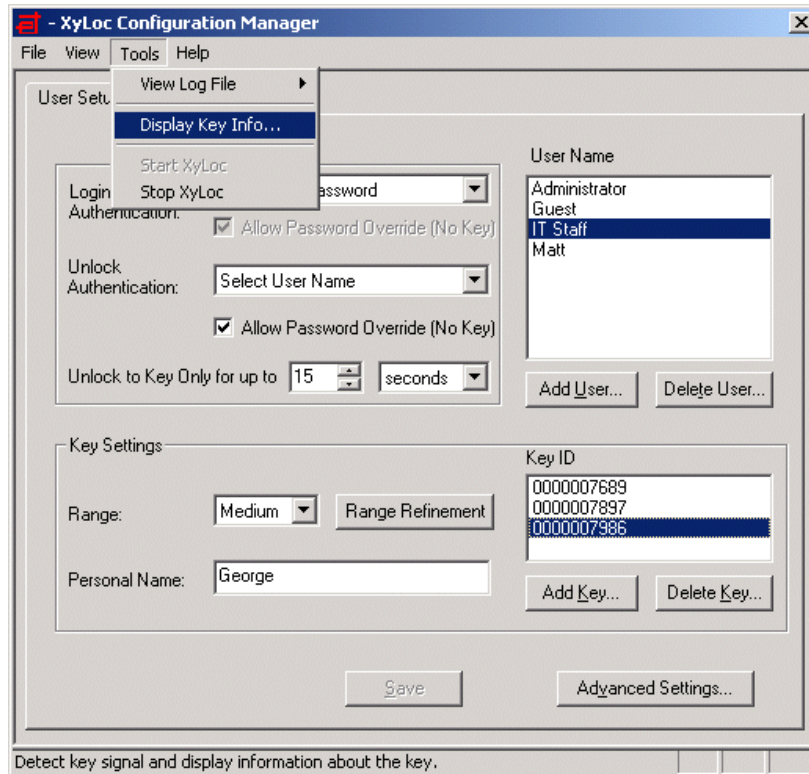 - XyLoc Configuration Manager
File View Tools Help
View Log File
Display Key Info...
Start XyLoc
Stop XyLoc
User Setu
Login
Authentication:
assword
Allow Password Override (No Key)
Unlock
Authentication:
Select User Name
Allow Password Override (No Key)
Unlock to Key Only for up to 15 seconds
User Name
Administrator
Guest
IT Staff
Matt
Add User... Delete User...
Key Settings
Range: Medium Range Refinement
Personal Name: George
Key ID
0000007689
0000007897
0000007986
Add Key... Delete Key...
Save Advanced Settings...
Detect key signal and display information about the key.